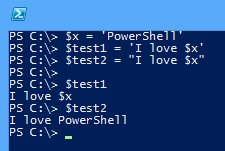 PS C:\> $x = 'PowerShell'
PS C:\> $test1 = 'I love $x'
PS C:\> $test2 = "I love $x"
PS C:\>
PS C:\> $test1
I love $x
PS C:\> $test2
I love PowerShell
PS C:\>